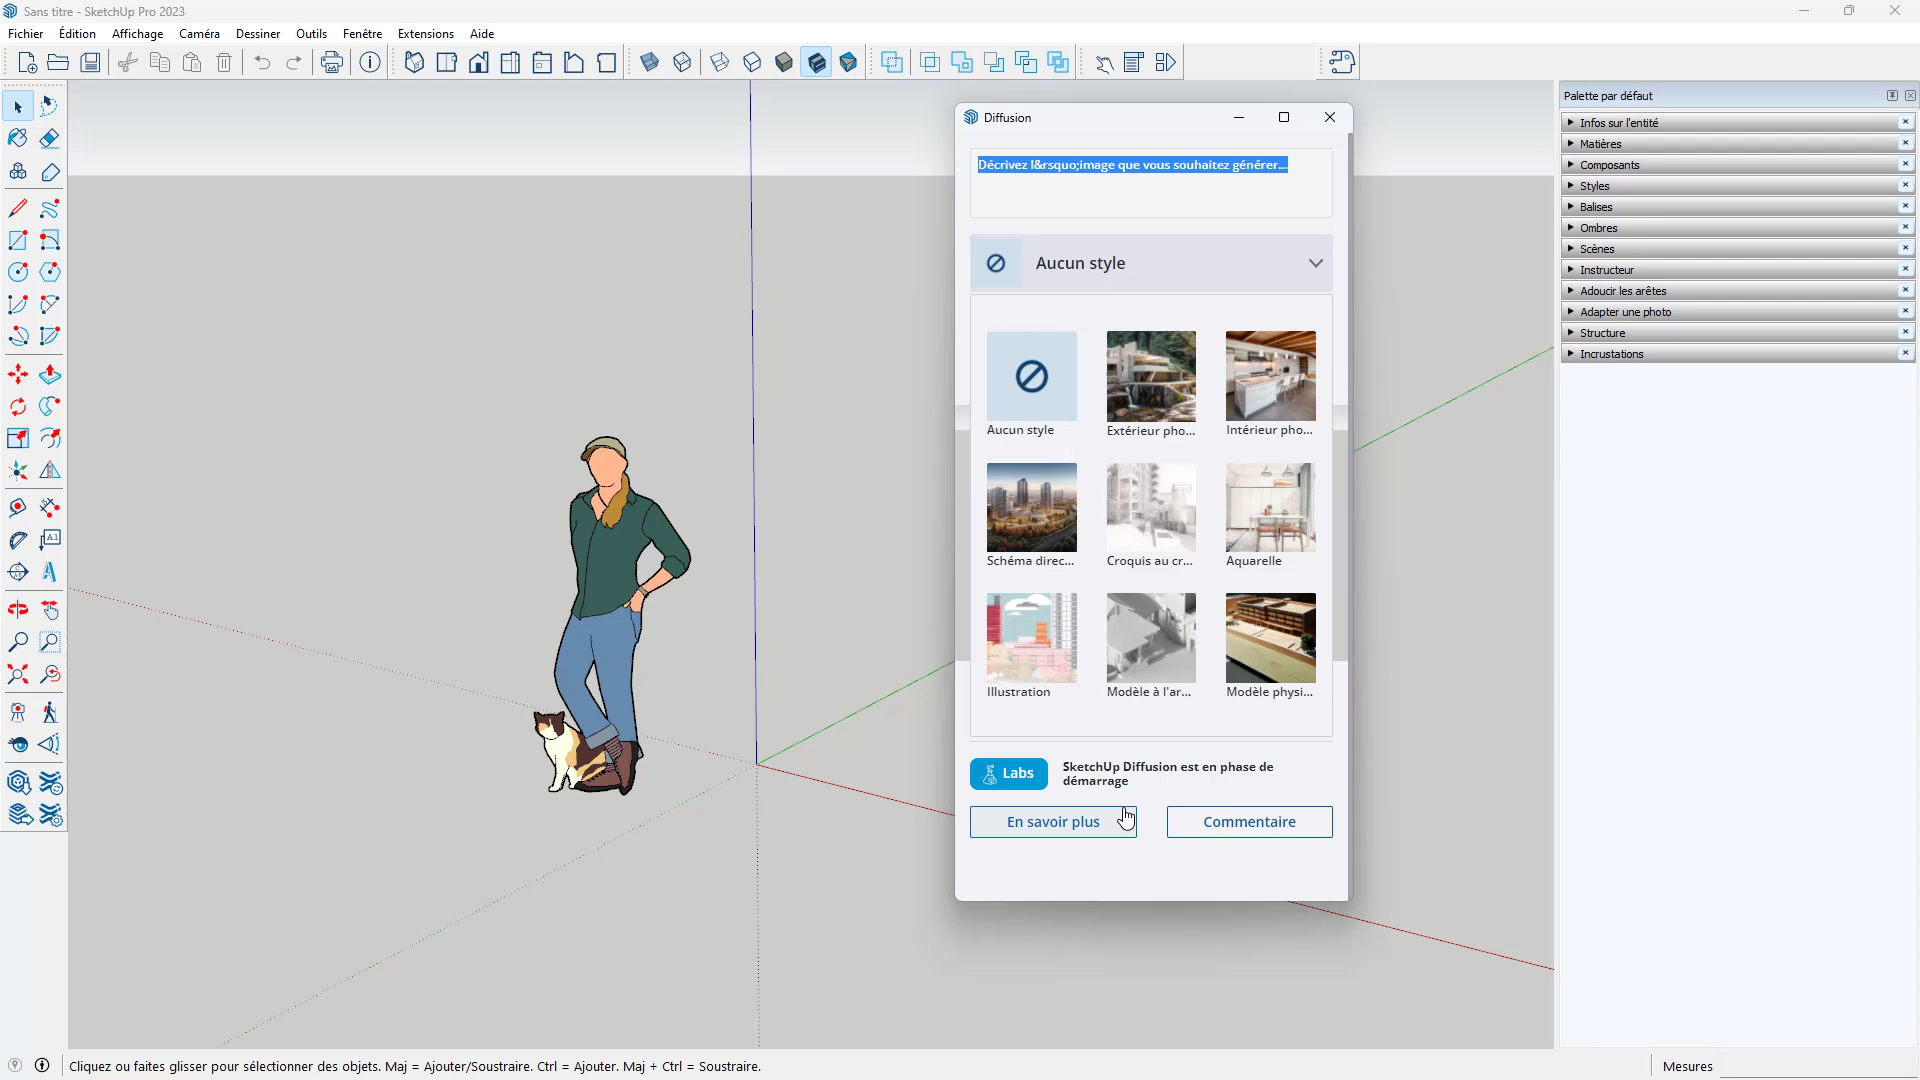 Sans titre - SketchUp Pro 2023
Fichier Édition Affichage Caméra Dessiner Outils Fenêtre Extensions Aide
Palette par défaut
Infos sur l'entité
Matières
Composants
Styles
Balises
Ombres
Scènes
Instructeur
Adoucir les arêtes
Adapter une photo
Structure
Incrustations
Diffusion
Décrivez l&rsquo;image que vous souhaitez générer...
Aucun style
Aucun style Extérieur pho... Intérieur pho...
Schéma direc... Croquis au cr... Aquarelle
Illustration Modèle à l'ar... Modèle physi...
Labs
SketchUp Diffusion est en phase de
démarrage
En savoir plus Commentaire
Cliquez ou faites glisser pour sélectionner des objets. Maj = Ajouter/Soustraire. Ctrl = Ajouter. Maj + Ctrl = Soustraire.
Mesures